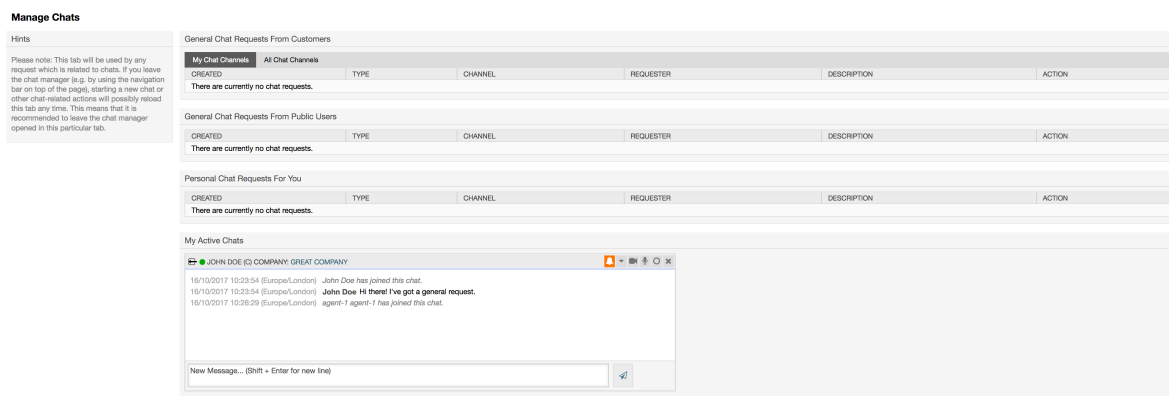 Manage Chats
Hints
Please note: This tab will be used by any
request which is related to chats. If you leave
the chat manager (e.g. by using the navigation
bar on top of the page), starting a new chat or
other chat-related actions will possibly reload
this tab any time. This means that it is
recommended to leave the chat manager
opened in this particular tab.
General Chat Requests From Customers
My Chat Channels All Chat Channels
CREATED TYPE CHANNEL REQUESTER DESCRIPTION ACTION
There are currently no chat requests.
General Chat Requests From Public Users
CREATED TYPE CHANNEL REQUESTER DESCRIPTION ACTION
There are currently no chat requests.
Personal Chat Requests For You
CREATED TYPE CHANNEL REQUESTER DESCRIPTION ACTION
There are currently no chat requests.
My Active Chats
JOHN DOE (C) COMPANY: GREAT COMPANY
16/10/2017 10:23:54 (Europe/London) John Doe has joined this chat.
16/10/2017 10:23:54 (Europe/London) John Doe Hi there! I've got a general request.
16/10/2017 10:26:29 (Europe/London) agent-1 agent-1 has joined this chat.
New Message... (Shift + Enter for new line)